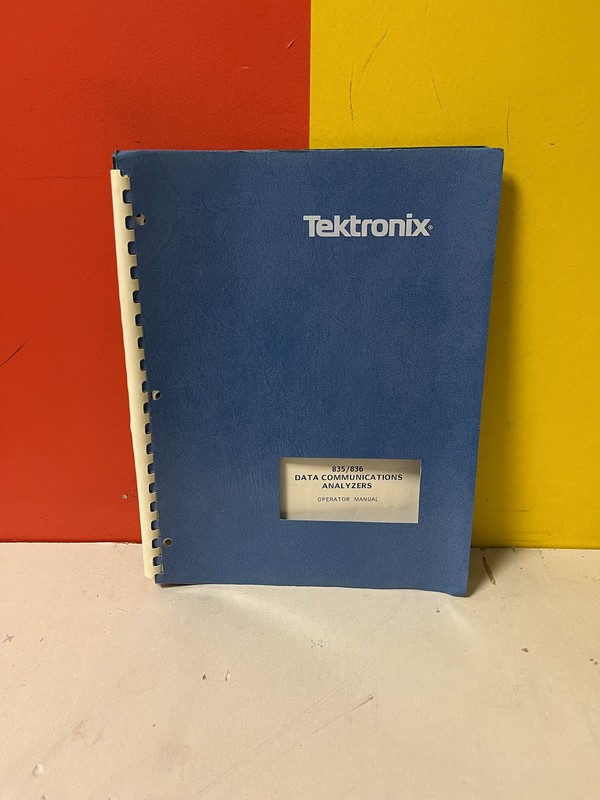 Tektronix®
835/836
DATA COMMUNICATIONS
ANALYZERS
OPERATOR MANUAL